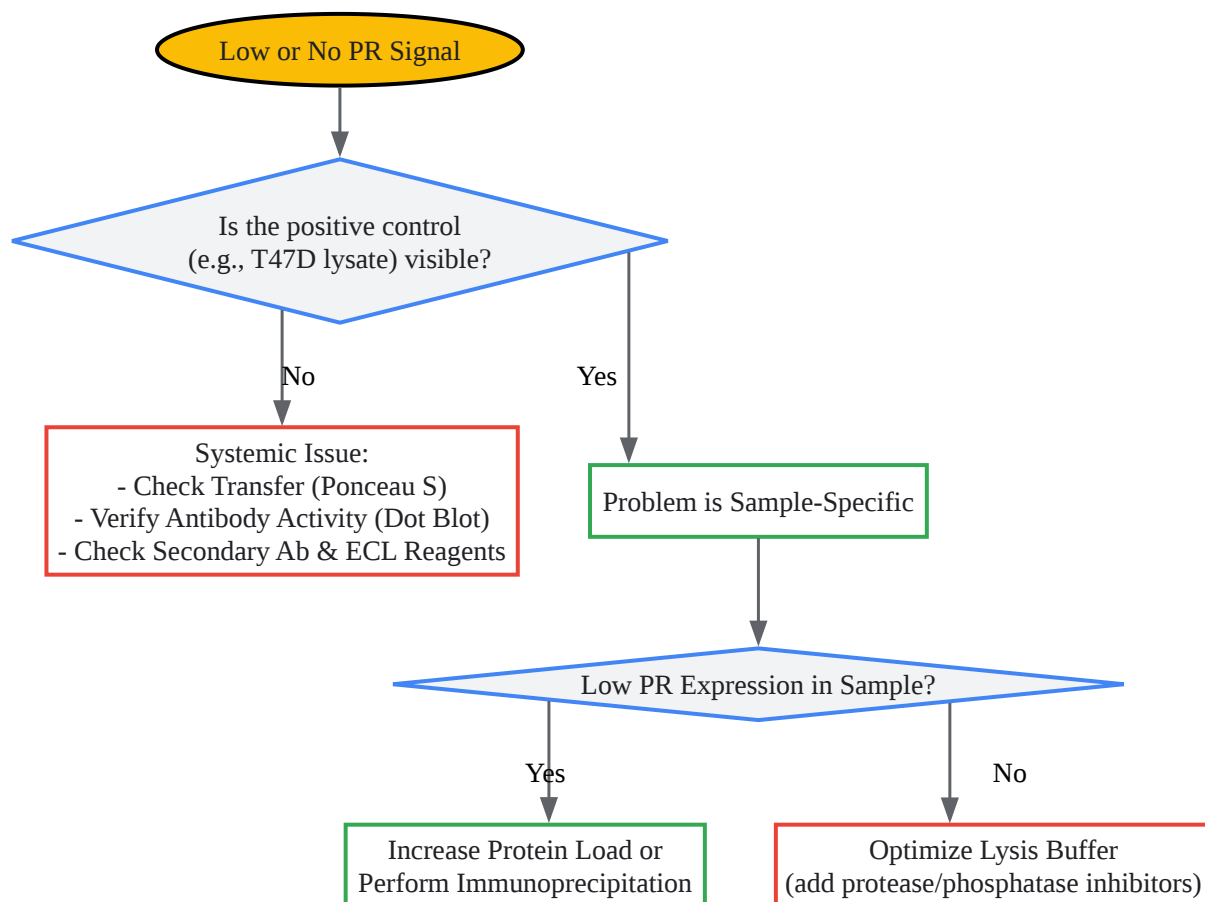 Low or No PR Signal
Is the positive control
(e.g., T47D lysate) visible?
No
Yes
Systemic Issue:
- Check Transfer (Ponceau S)
- Verify Antibody Activity (Dot Blot)
- Check Secondary Ab & ECL Reagents
Problem is Sample-Specific
Low PR Expression in Sample?
Yes
No
Increase Protein Load or
Perform Immunoprecipitation
Optimize Lysis Buffer
(add protease/phosphatase inhibitors)